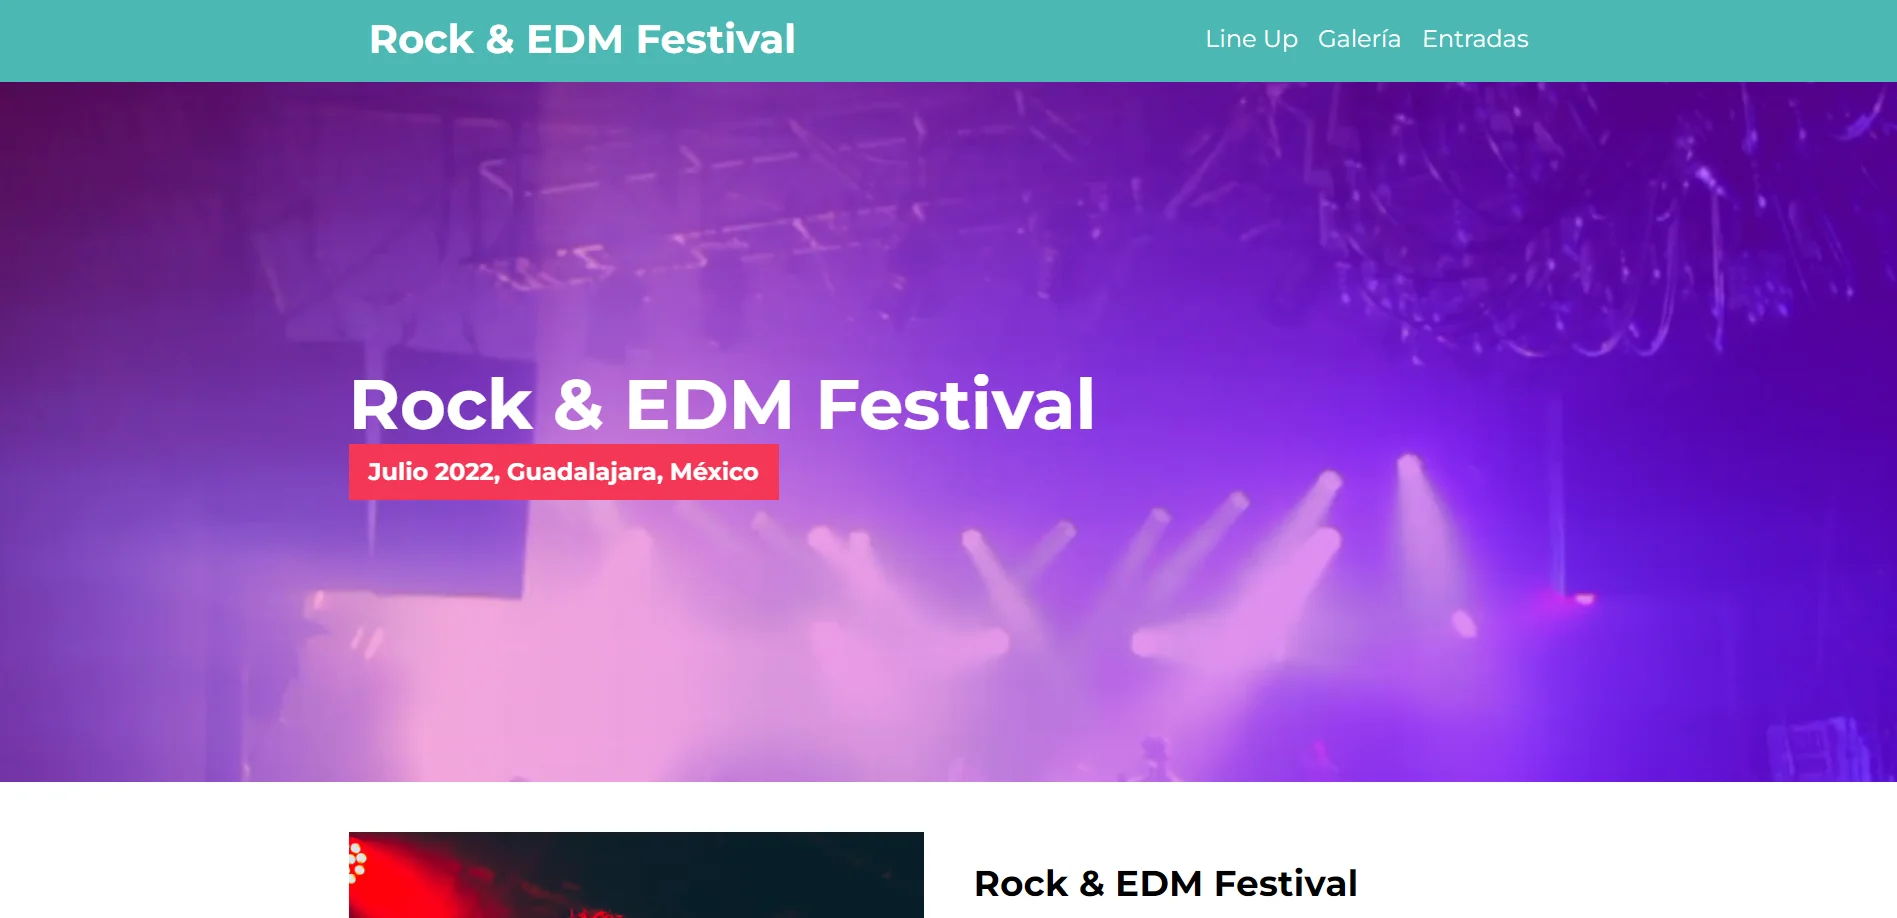 Rock & EDM Festival
Line Up Galería Entradas
Rock & EDM Festival
Julio 2022, Guadalajara, México
Rock & EDM Festival